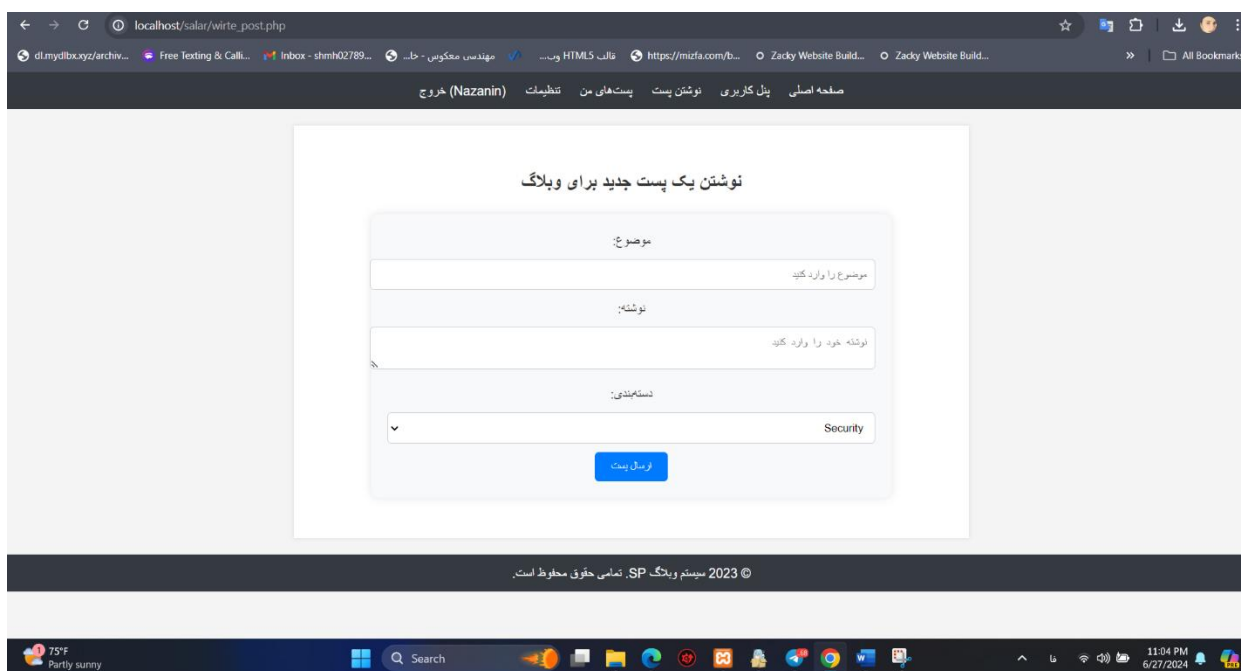 localhost/salar/wirte_post.php
dl.mydlbx.xyz/archiv... Free Texting & Calli... Inbox - shmh02789... مهندس معکوس - خا... قالب HTML5 وب... https://mizfa.com/b... Zacky Website Build... Zacky Website Build... » All Bookmarks
صفحه اصلی پنل کاربری نوشتن پست پست‌های من تنظیمات (Nazanin) خروج
نوشتن یک پست جدید برای وبلاگ
موضوع:
موضوع را وارد کنید
نوشته:
نوشته خود را وارد کنید
دسته‌بندی:
Security
ارسال پست
© 2023 سیستم وبلاگ SP. تمامی حقوق محفوظ است.
1 75°F
Partly sunny
Search
فا
11:04 PM
6/27/2024